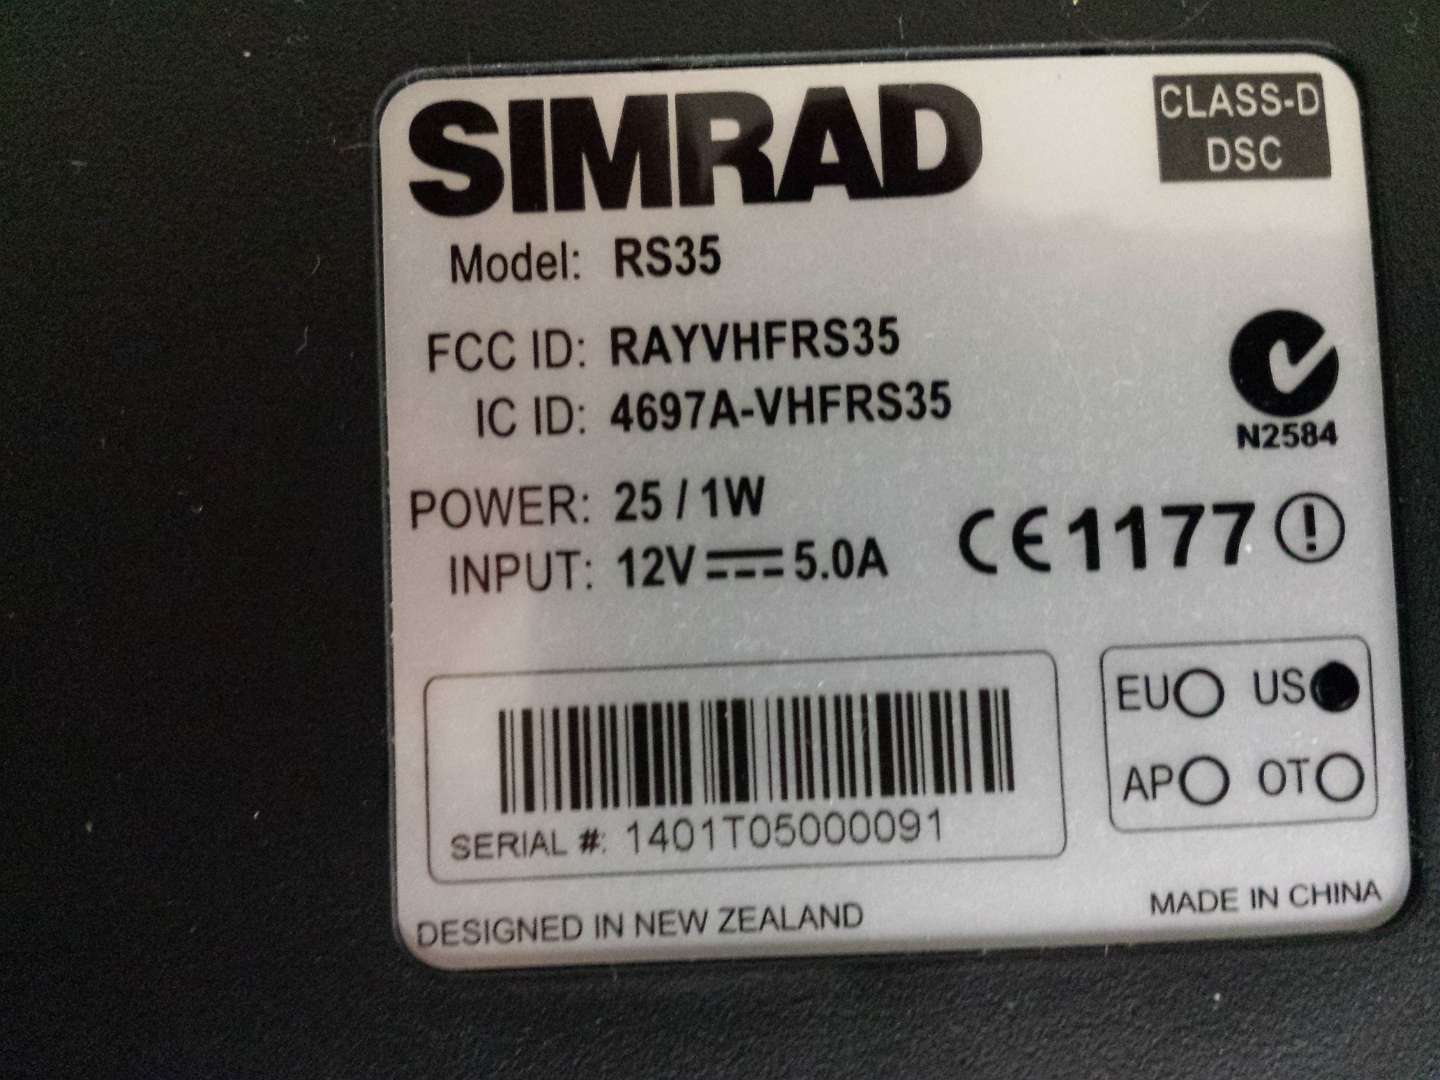 SIMRAD
CLASS-D
DSC
Model: RS35
FCC ID: RAYVHFRS35
IC ID: 4697A-VHFRS35
N2584
POWER: 25 / 1W
INPUT: 12V 5.0A
CE1177
EU US
AP OT
SERIAL #: 1401T05000091
DESIGNED IN NEW ZEALAND
MADE IN CHINA